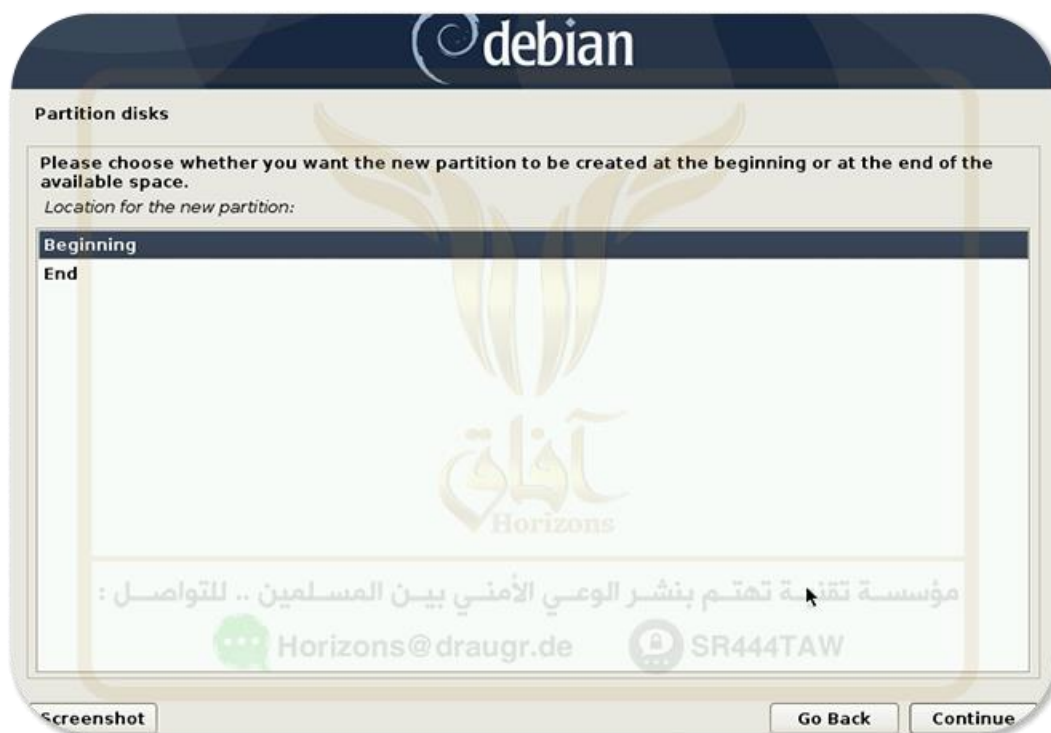 debian
Partition disks
Please choose whether you want the new partition to be created at the beginning or at the end of the
available space.
Location for the new partition:
Beginning
End
آفاق
Horizons
مؤسسة تقنية تهتم بنشر الوعي الأمني بين المسلمين .. للتواصل :
Horizons@draugr.de SR444TAW
Screenshot Go Back Continue